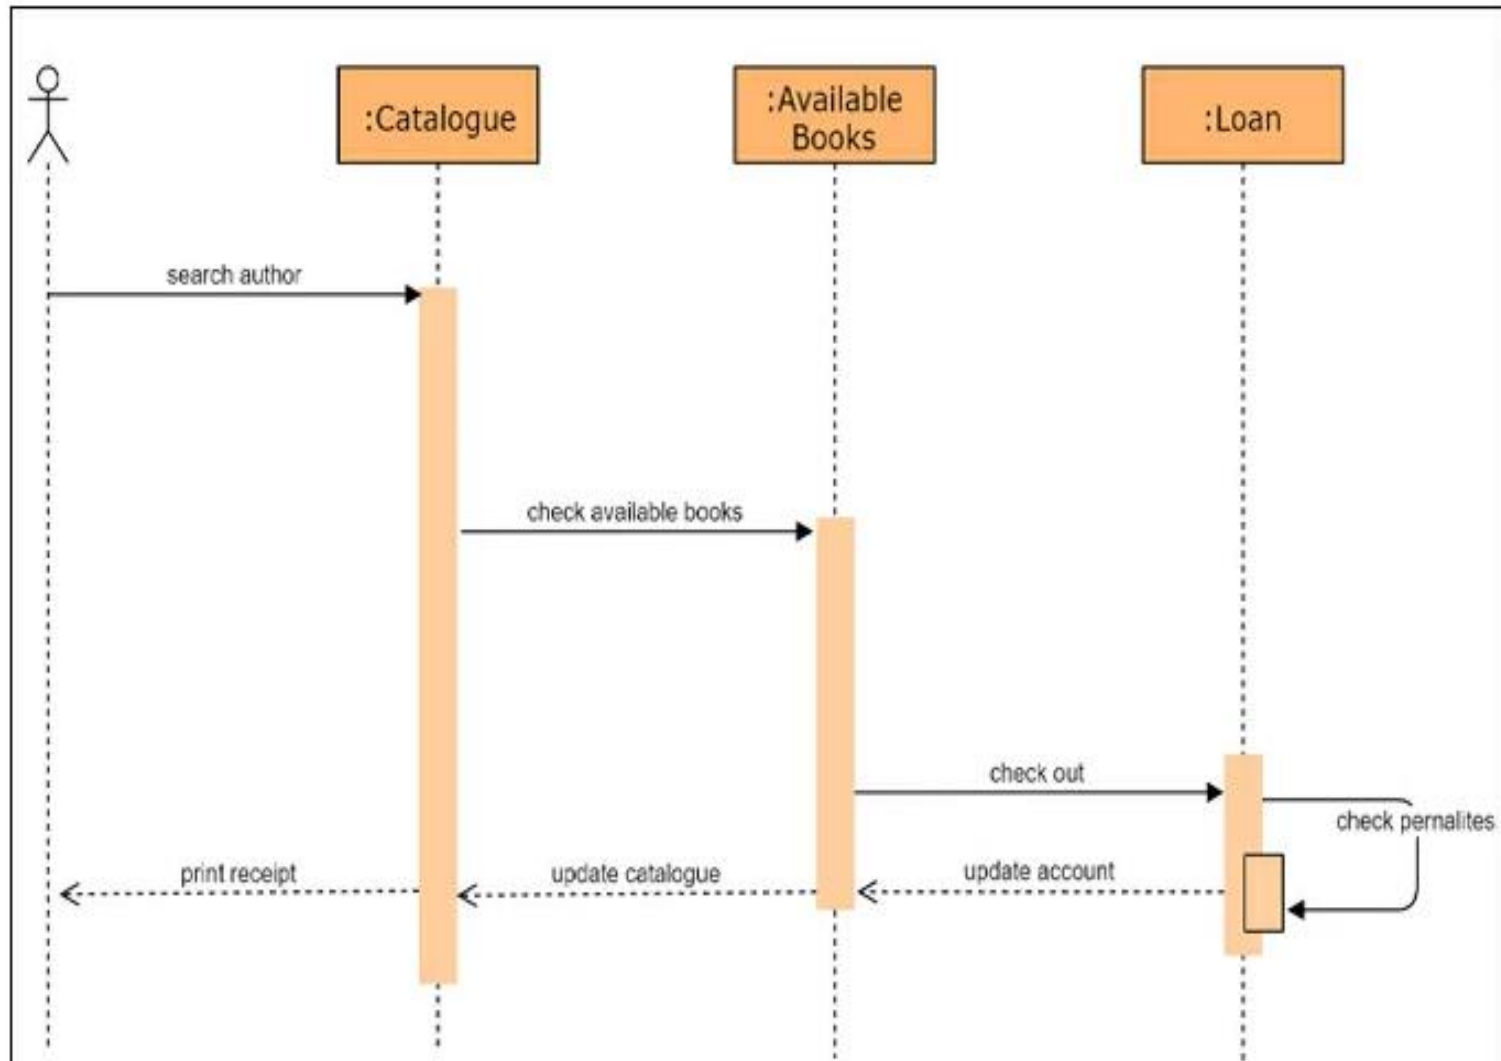 :Catalogue
:Available
Books
:Loan
search author
check available books
check out
check pernalites
print receipt
update catalogue
update account